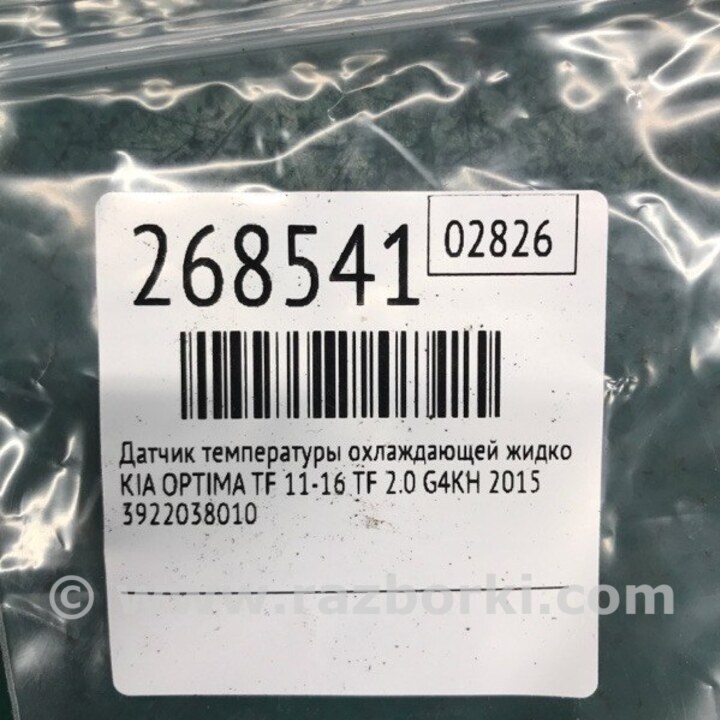 268541
02826
Датчик температуры охлаждающей жидко
KIA OPTIMA TF 11-16 TF 2.0 G4KH 2015
3922038010
© www.razborki.com